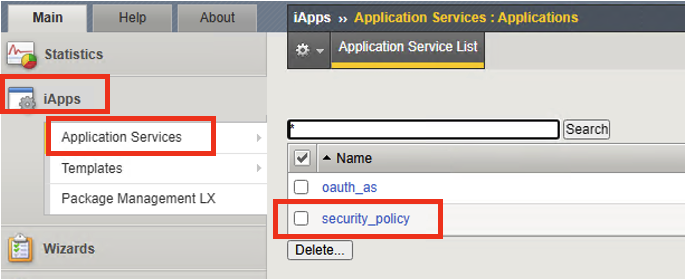 Main Help About
Statistics
iApps
Application Services
Templates
Package Management LX
Wizards
iApps ›› Application Services : Applications
Application Service List
*
Search
Name
oauth_as
security_policy
Delete...